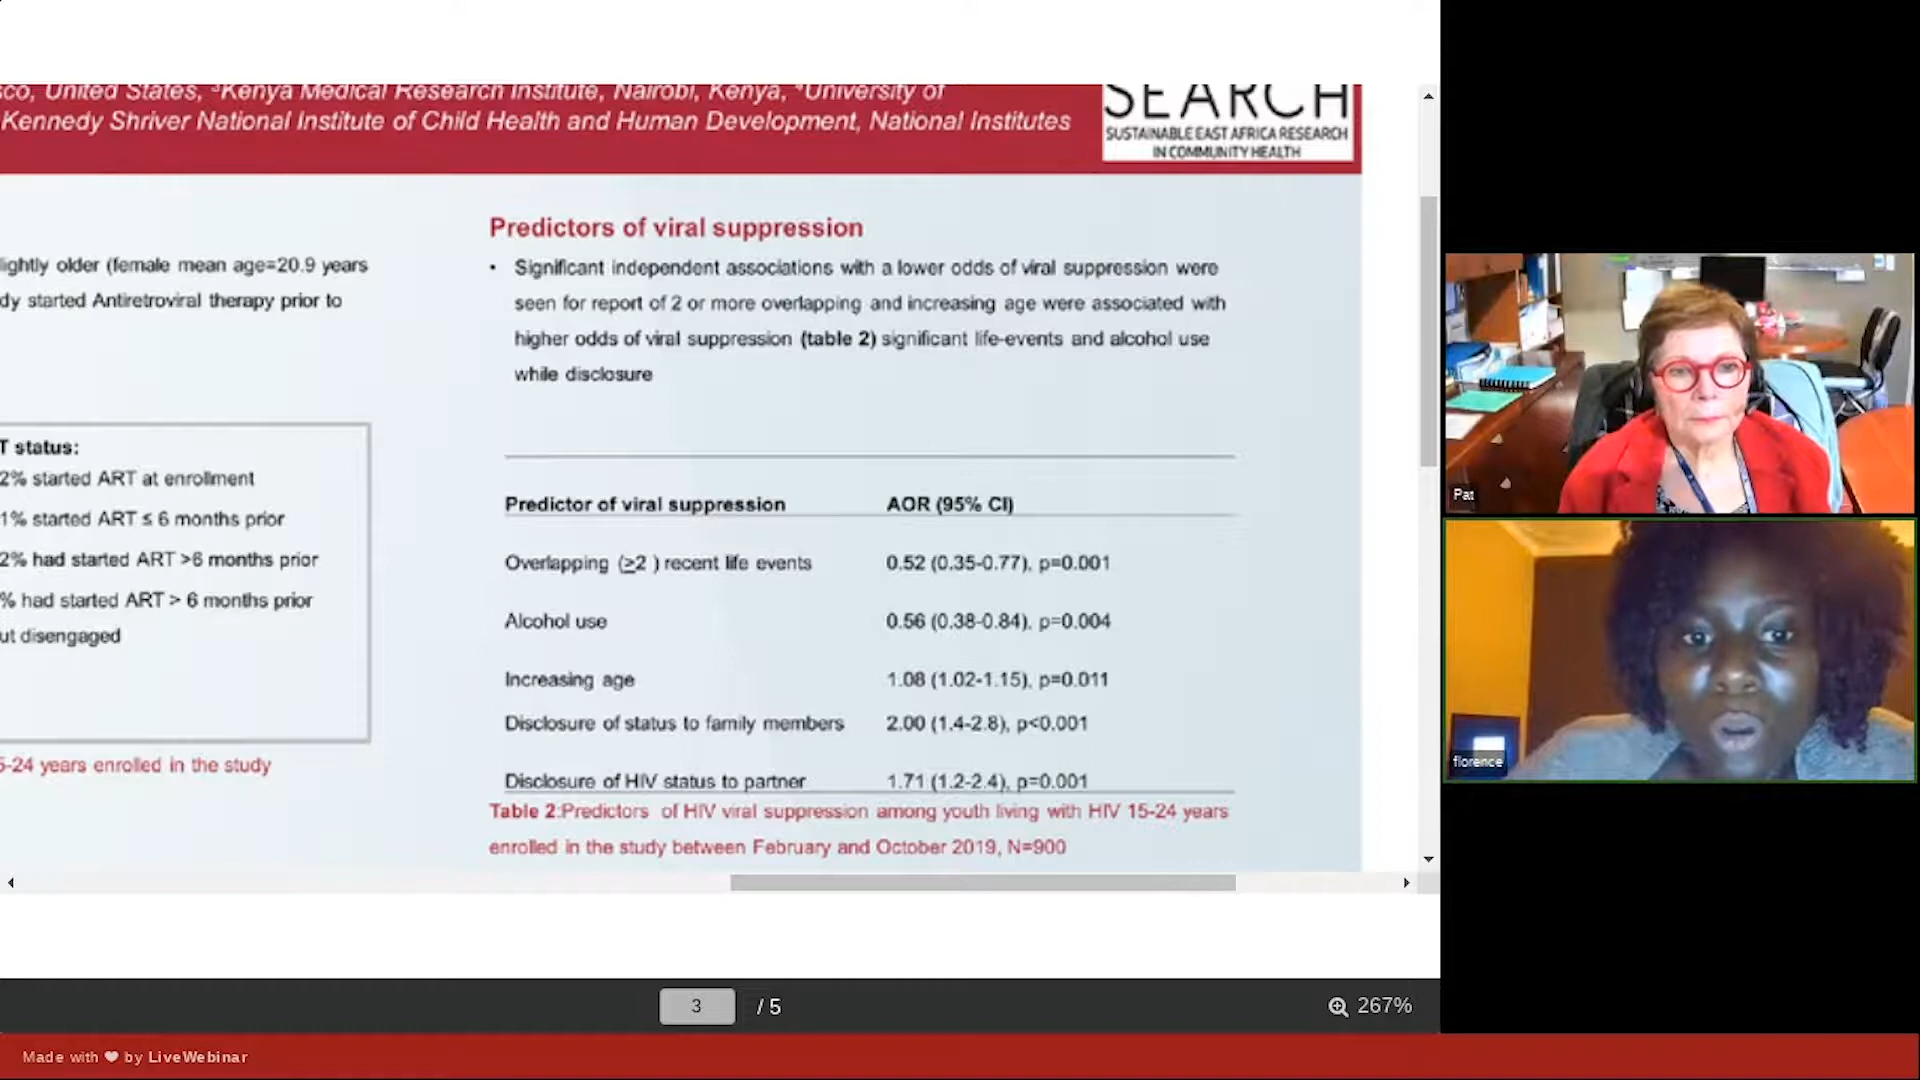 sco, United States, ³Kenya Medical Research Institute, Nairobi, Kenya, ⁴University of
Kennedy Shriver National Institute of Child Health and Human Development, National Institutes
SEARCH
SUSTAINABLE EAST AFRICA RESEARCH
IN COMMUNITY HEALTH
lightly older (female mean age=20.9 years
dy started Antiretroviral therapy prior to
T status:
2% started ART at enrollment
1% started ART ≤ 6 months prior
2% had started ART >6 months prior
% had started ART > 6 months prior
ut disengaged
5-24 years enrolled in the study
Predictors of viral suppression
• Significant independent associations with a lower odds of viral suppression were
seen for report of 2 or more overlapping and increasing age were associated with
higher odds of viral suppression (table 2) significant life-events and alcohol use
while disclosure
Predictor of viral suppression AOR (95% CI)
Overlapping (≥2 ) recent life events 0.52 (0.35-0.77), p=0.001
Alcohol use 0.56 (0.38-0.84), p=0.004
Increasing age 1.08 (1.02-1.15), p=0.011
Disclosure of status to family members 2.00 (1.4-2.8), p<0.001
Disclosure of HIV status to partner 1.71 (1.2-2.4), p=0.001
Table 2:Predictors of HIV viral suppression among youth living with HIV 15-24 years
enrolled in the study between February and October 2019, N=900
Pat
florence
3 / 5
267%
Made with ❤ by LiveWebinar